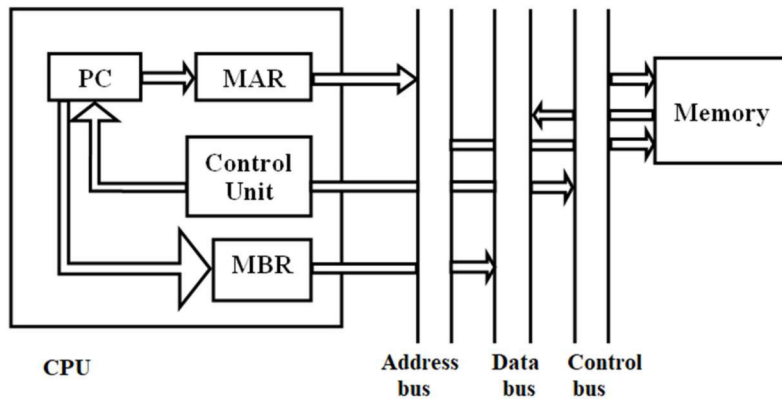 PC
MAR
Memory
Control
Unit
MBR
CPU
Address
bus
Data
bus
Control
bus